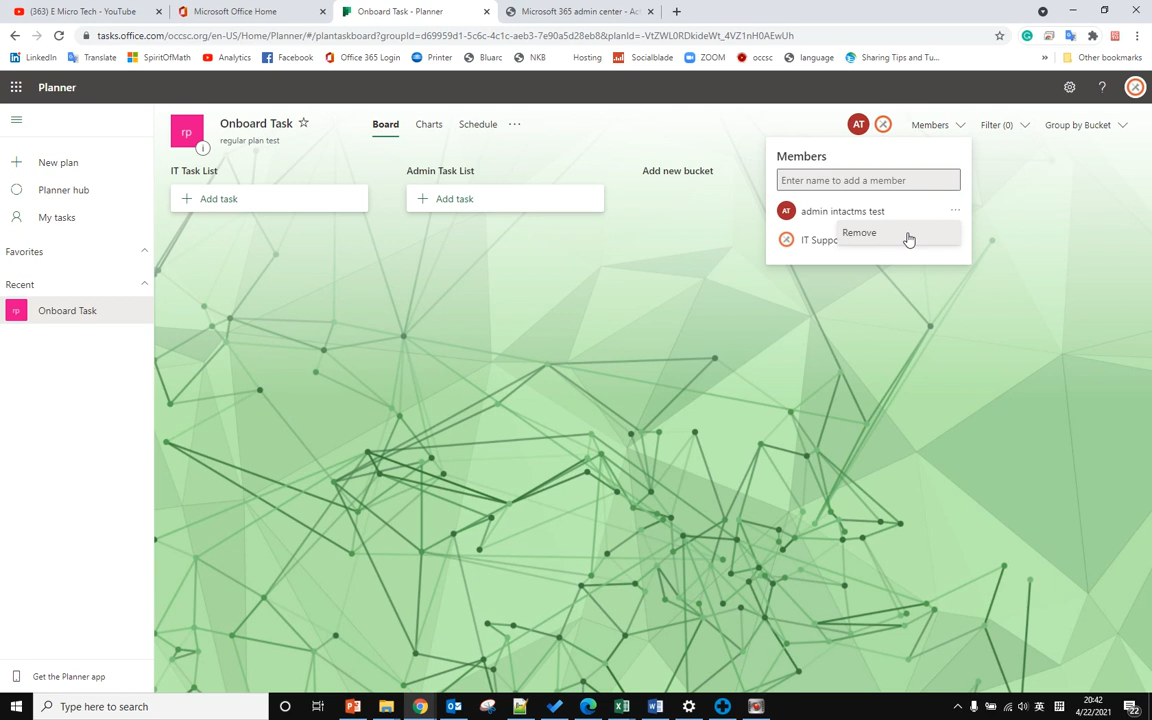 (363) E Micro Tech - YouTube
Microsoft Office Home
Onboard Task - Planner
Microsoft 365 admin center - Ac
tasks.office.com/occsc.org/en-US/Home/Planner/#/plantaskboard?groupId=d69959d1-5c6c-4c1c-aeb3-7e90a5d28eb8&planId=-VtZWL0RDkideWt_4VZ1nH0AEwUh
LinkedIn
Translate
SpiritOfMath
Analytics
Facebook
Office 365 Login
Printer
Bluarc
NKB
Hosting
Socialblade
ZOOM
occsc
language
Sharing Tips and Tu...
»
Other bookmarks
Planner
?
rp
Onboard Task
regular plan test
Board
Charts
Schedule
AT
Members
Filter (0)
Group by Bucket
New plan
Planner hub
My tasks
Favorites
Recent
rp
Onboard Task
IT Task List
Add task
Admin Task List
Add task
Add new bucket
Members
Enter name to add a member
AT
admin intactms test
Remove
IT Suppo
Get the Planner app
Type here to search
英
20:42
4/22/2021
22